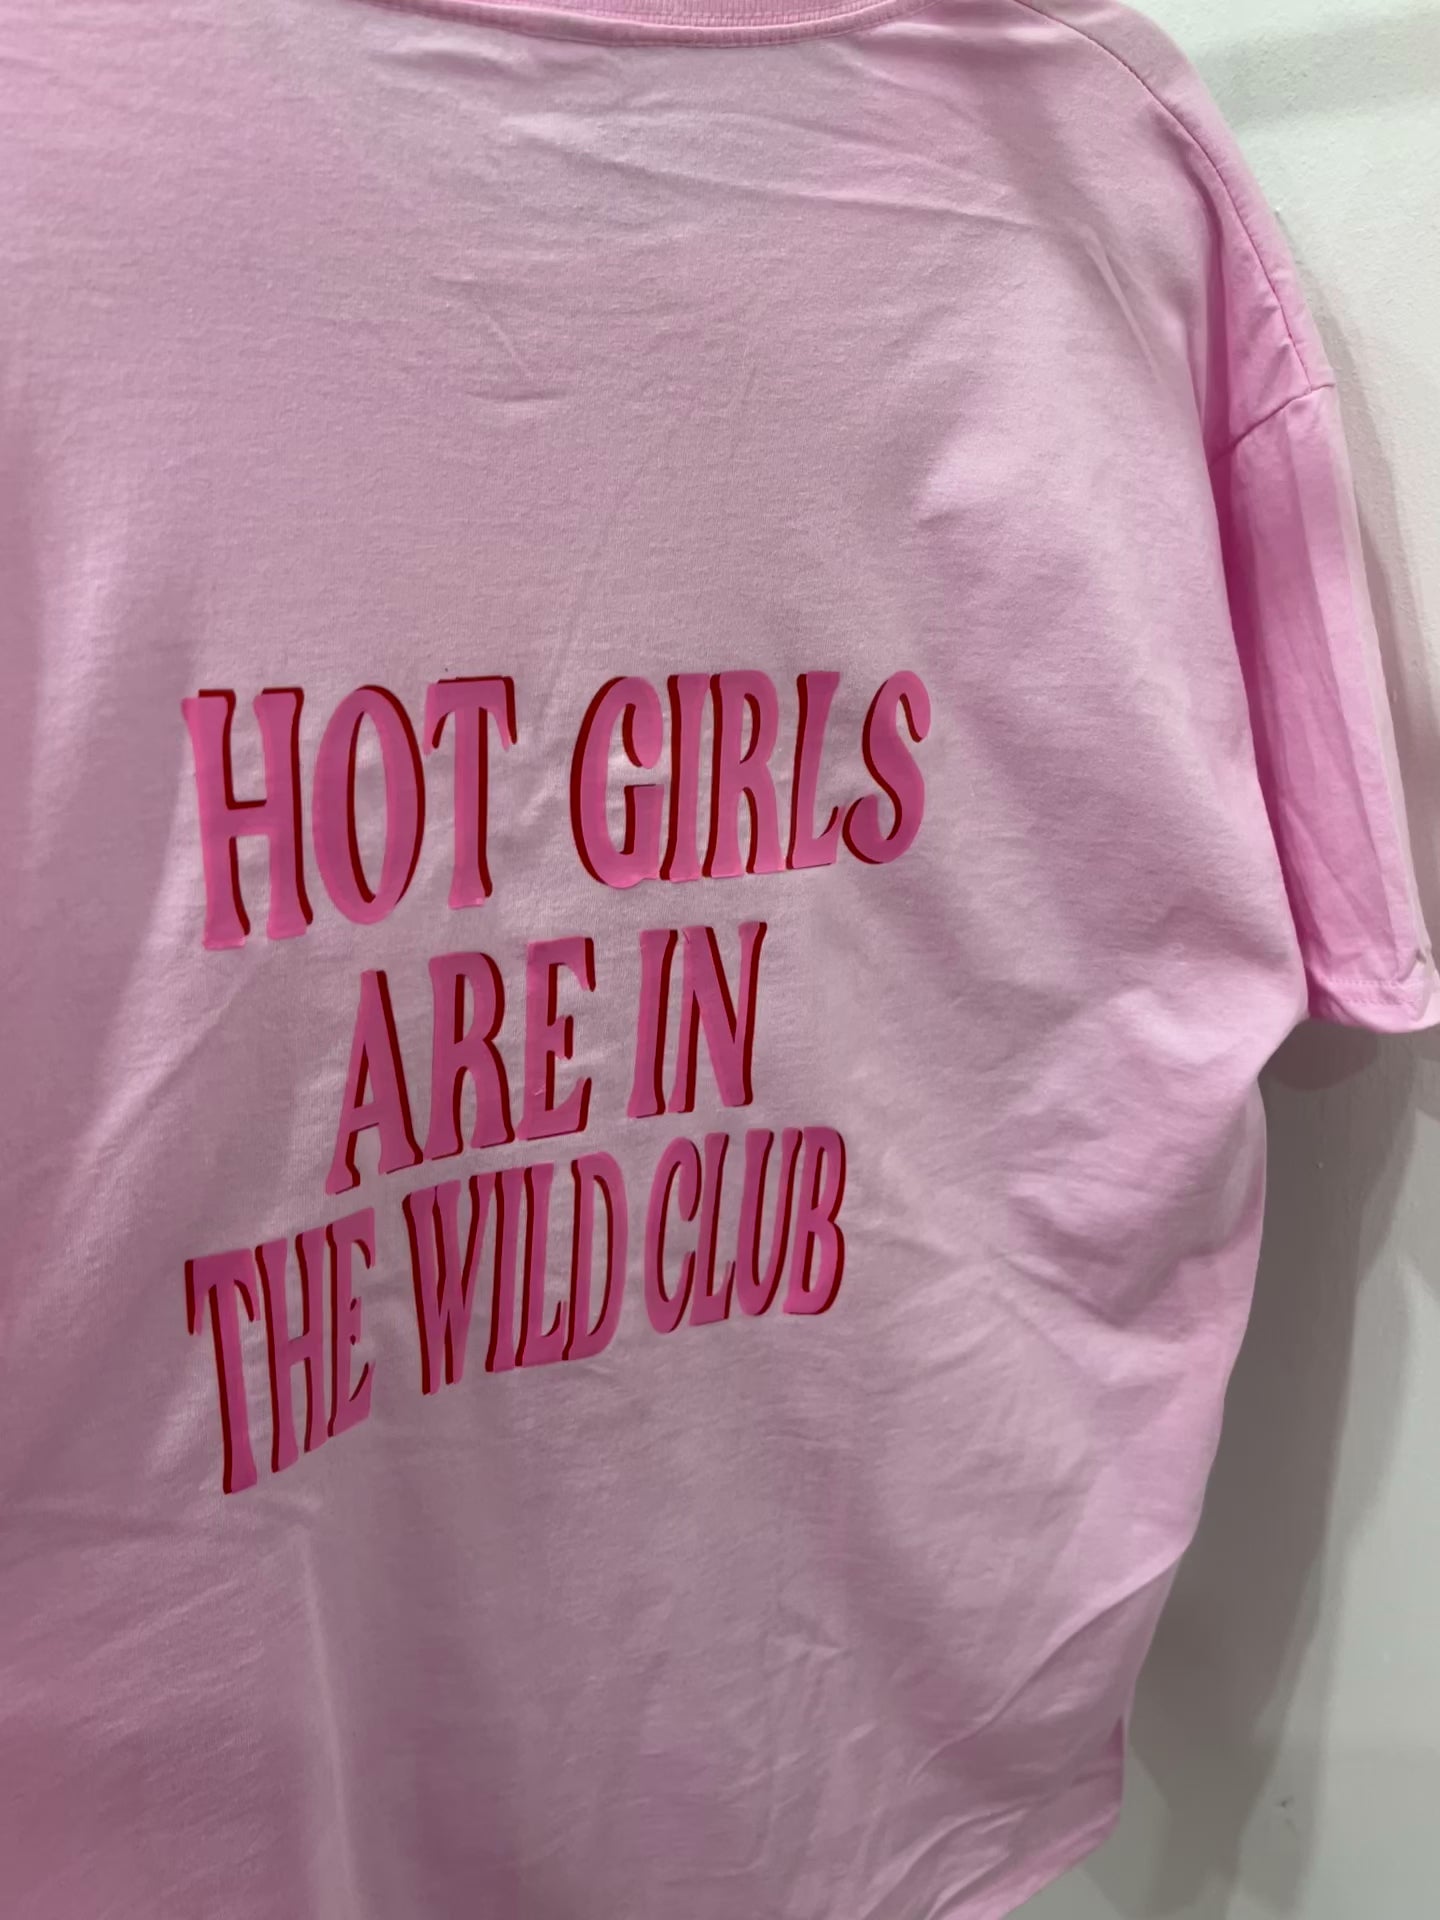 HOT GIRLS
ARE IN
THE WILD CLUB